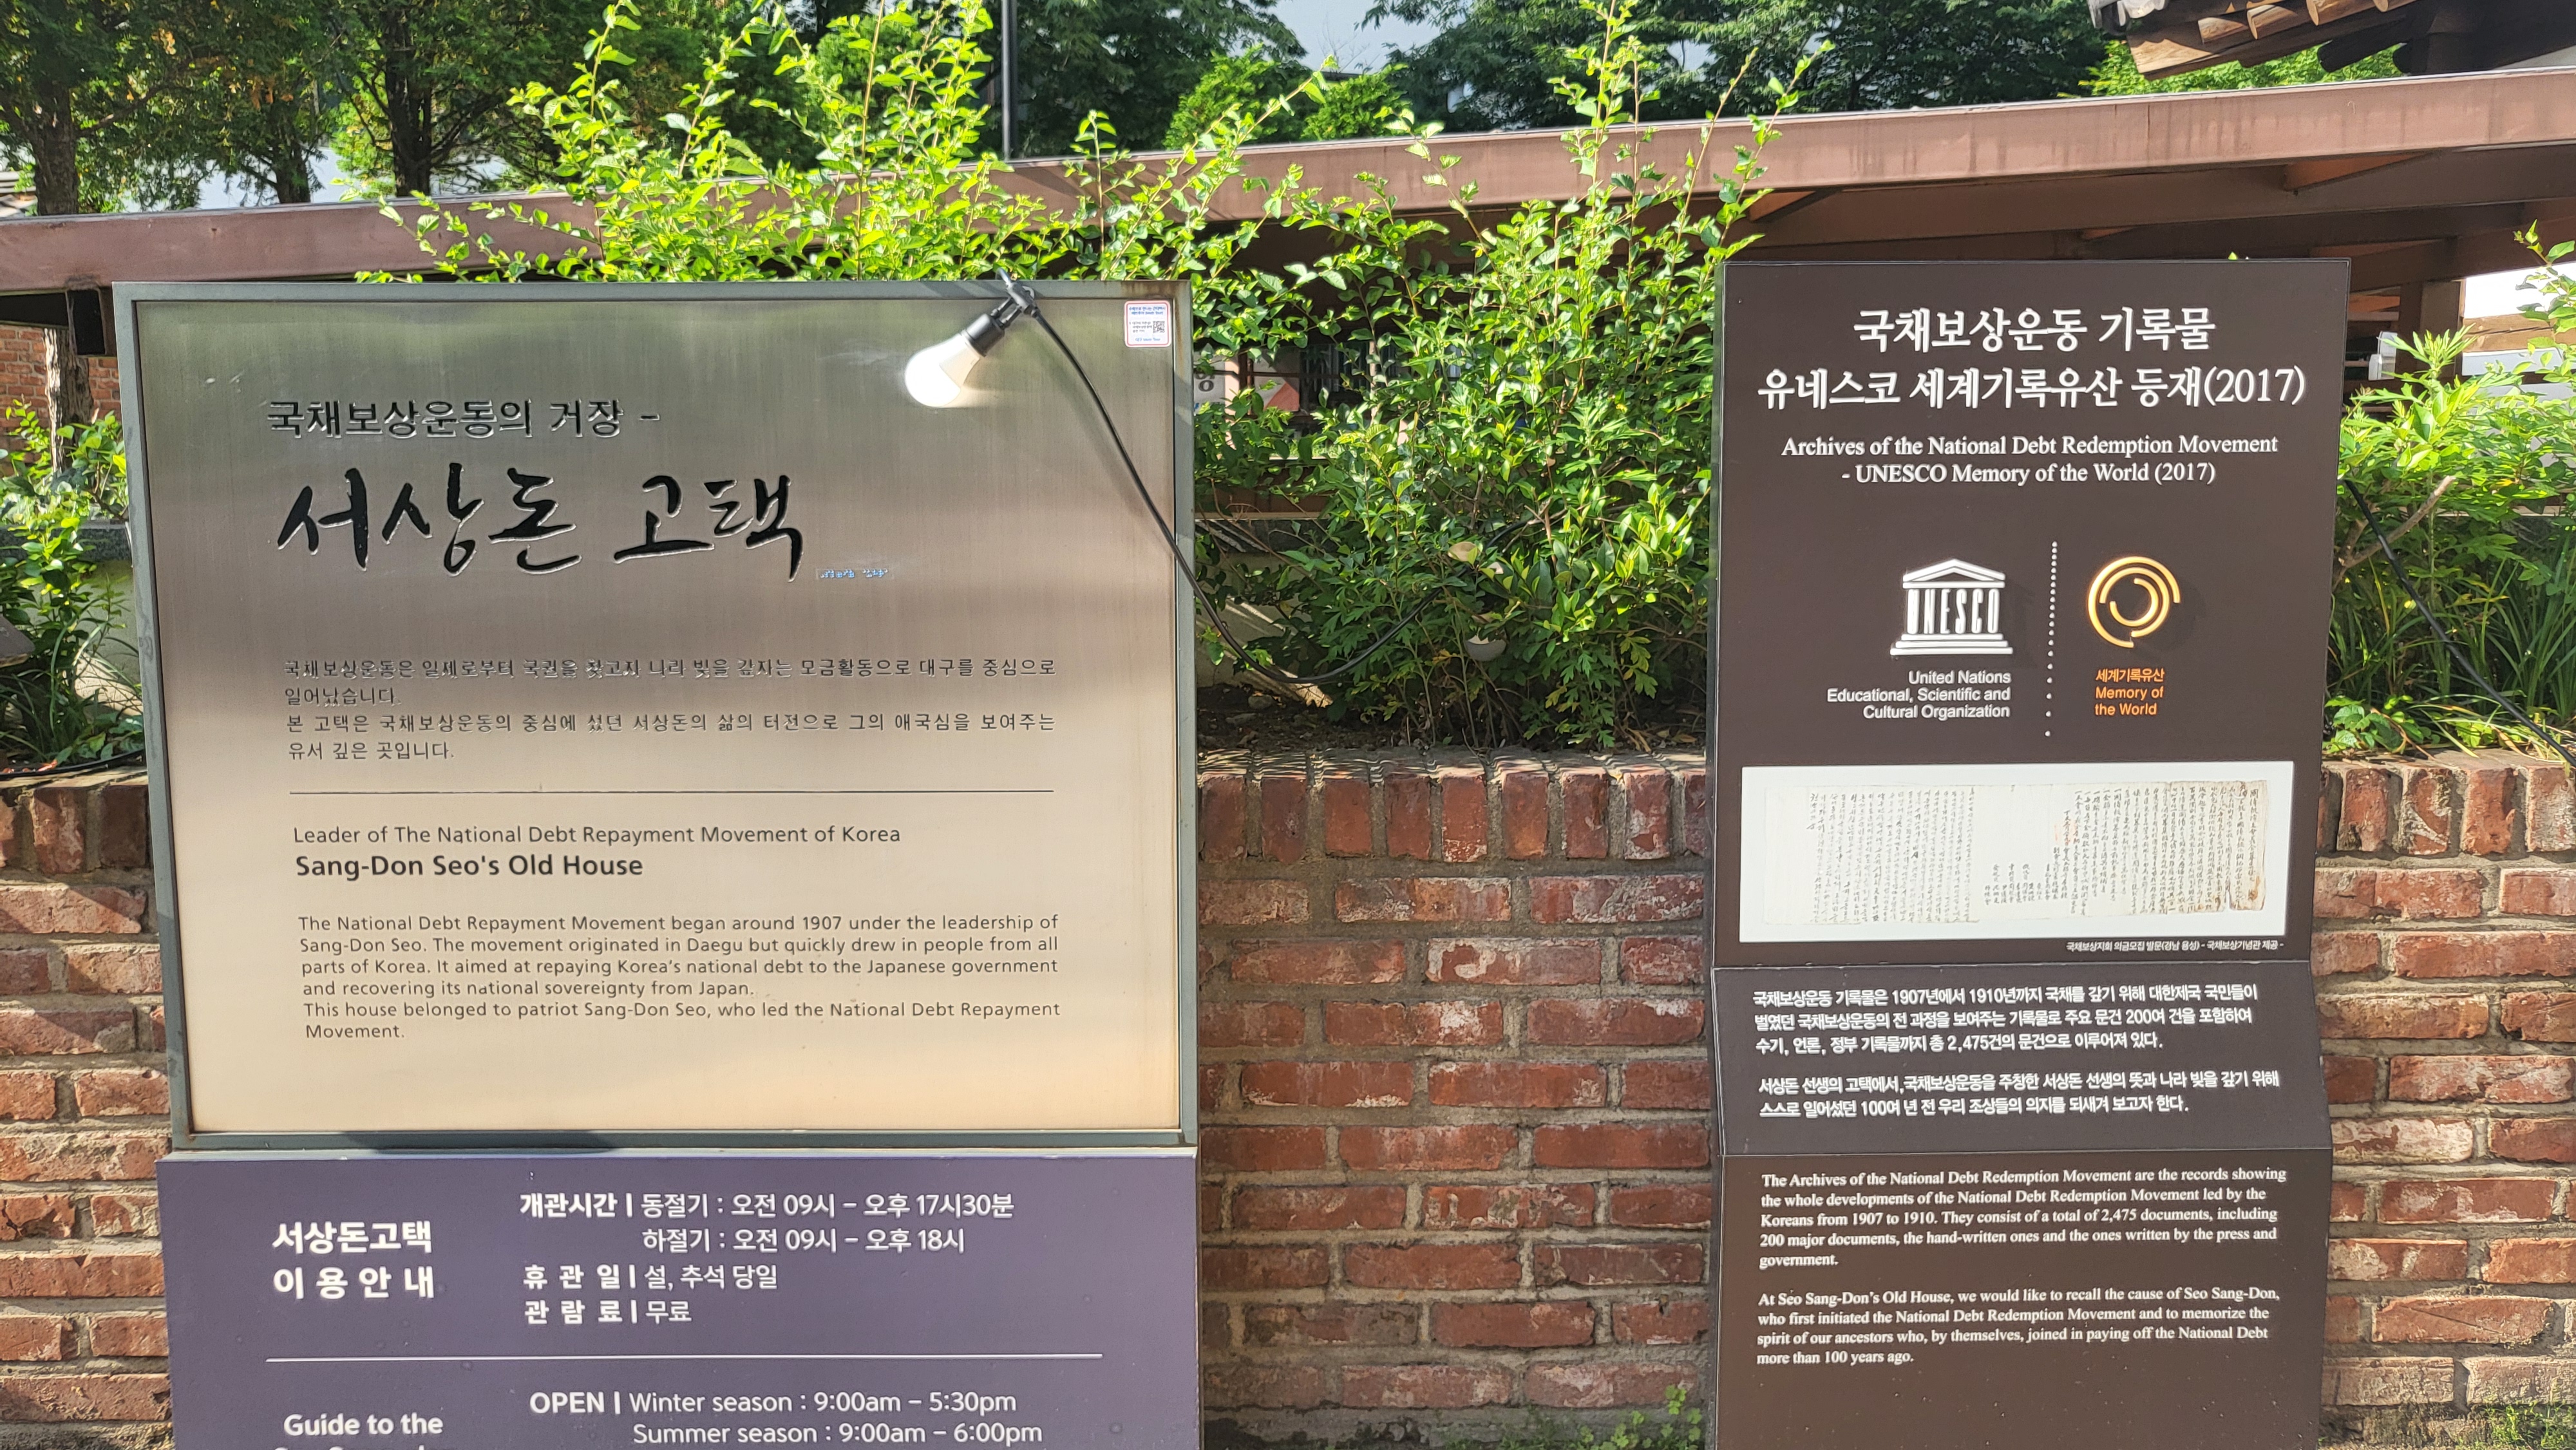 국채보상운동의 거장 -
서상돈 고택
국채보상운동은 일제로부터 국권을 찾고자 나라 빚을 갚자는 모금활동으로 대구를 중심으로
일어났습니다.
본 고택은 국채보상운동의 중심에 섰던 서상돈의 삶의 터전으로 그의 애국심을 보여주는
유서 깊은 곳입니다.
Leader of The National Debt Repayment Movement of Korea
Sang-Don Seo's Old House
The National Debt Repayment Movement began around 1907 under the leadership of
Sang-Don Seo. The movement originated in Daegu but quickly drew in people from all
parts of Korea. It aimed at repaying Korea's national debt to the Japanese government
and recovering its national sovereignty from Japan.
This house belonged to patriot Sang-Don Seo, who led the National Debt Repayment
Movement.
서상돈고택
이 용 안 내
개관시간 | 동절기 : 오전 09시 – 오후 17시30분
하절기 : 오전 09시 – 오후 18시
휴 관 일 | 설, 추석 당일
관 람 료 | 무료
Guide to the
OPEN | Winter season : 9:00am – 5:30pm
Summer season : 9:00am – 6:00pm
국채보상운동 기록물
유네스코 세계기록유산 등재(2017)
Archives of the National Debt Redemption Movement
- UNESCO Memory of the World (2017)
UNESCO
United Nations
Educational, Scientific and
Cultural Organization
세계기록유산
Memory of
the World
국채보상지회 의금모집 발문(경남 용성) - 국채보상기념관 제공 -
국채보상운동 기록물은 1907년에서 1910년까지 국채를 갚기 위해 대한제국 국민들이
벌였던 국채보상운동의 전 과정을 보여주는 기록물로 주요 문건 200여 건을 포함하여
수기, 언론, 정부 기록물까지 총 2,475건의 문건으로 이루어져 있다.
서상돈 선생의 고택에서,국채보상운동을 주창한 서상돈 선생의 뜻과 나라 빚을 갚기 위해
스스로 일어섰던 100여 년 전 우리 조상들의 의지를 되새겨 보고자 한다.
The Archives of the National Debt Redemption Movement are the records showing
the whole developments of the National Debt Redemption Movement led by the
Koreans from 1907 to 1910. They consist of a total of 2,475 documents, including
200 major documents, the hand-written ones and the ones written by the press and
government.
At Seo Sang-Don's Old House, we would like to recall the cause of Seo Sang-Don,
who first initiated the National Debt Redemption Movement and to memorize the
spirit of our ancestors who, by themselves, joined in paying off the National Debt
more than 100 years ago.